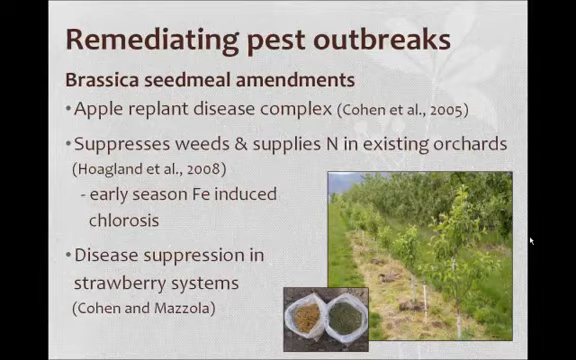 Remediating pest outbreaks
Brassica seedmeal amendments
•Apple replant disease complex (Cohen et al., 2005)
•Suppresses weeds & supplies N in existing orchards
(Hoagland et al., 2008)
- early season Fe induced
chlorosis
•Disease suppression in
strawberry systems
(Cohen and Mazzola)